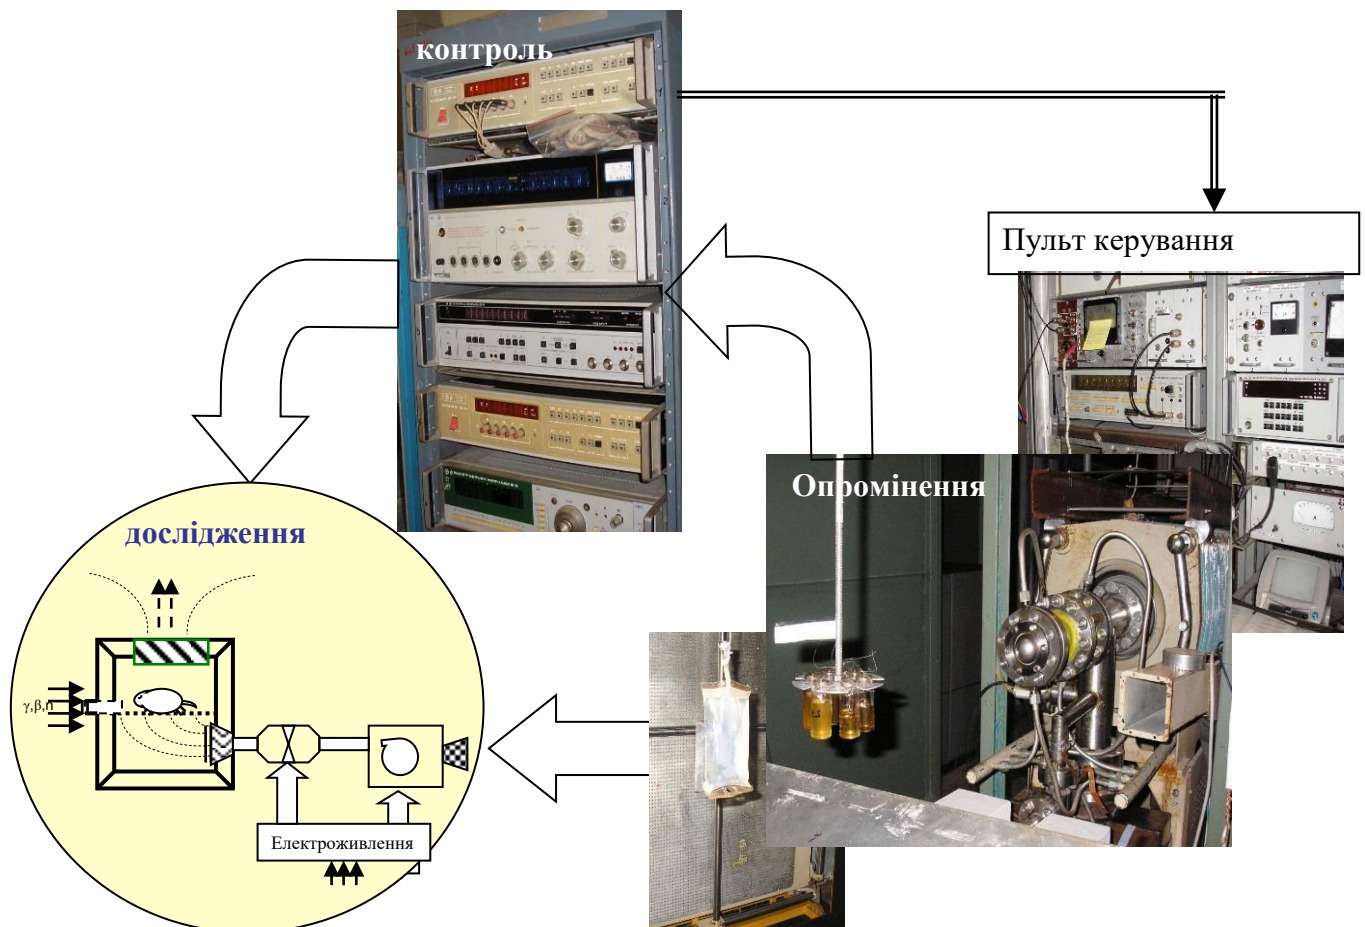 контроль
Пульт керування
Опромінення
дослідження
γ,β,n
Електроживлення